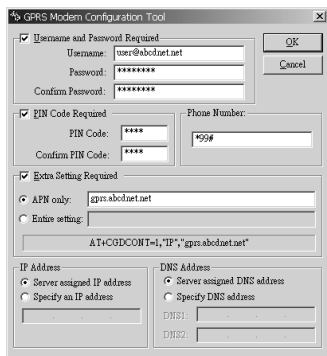 GPRS Modem Configuration Tool
Username and Password Required
Username: user@abcdnet.net
Password: ********
Confirm Password: ********
OK
Cancel
PIN Code Required
PIN Code: ****
Confirm PIN Code: ****
Phone Number:
*99#
Extra Setting Required
APN only: gprs.abcdnet.net
Entire setting:
AT+CGDCONT=1,"IP","gprs.abcdnet.net"
IP Address
Server assigned IP address
Specify an IP address
DNS Address
Server assigned DNS address
Specify DNS address
DNS1:
DNS2: